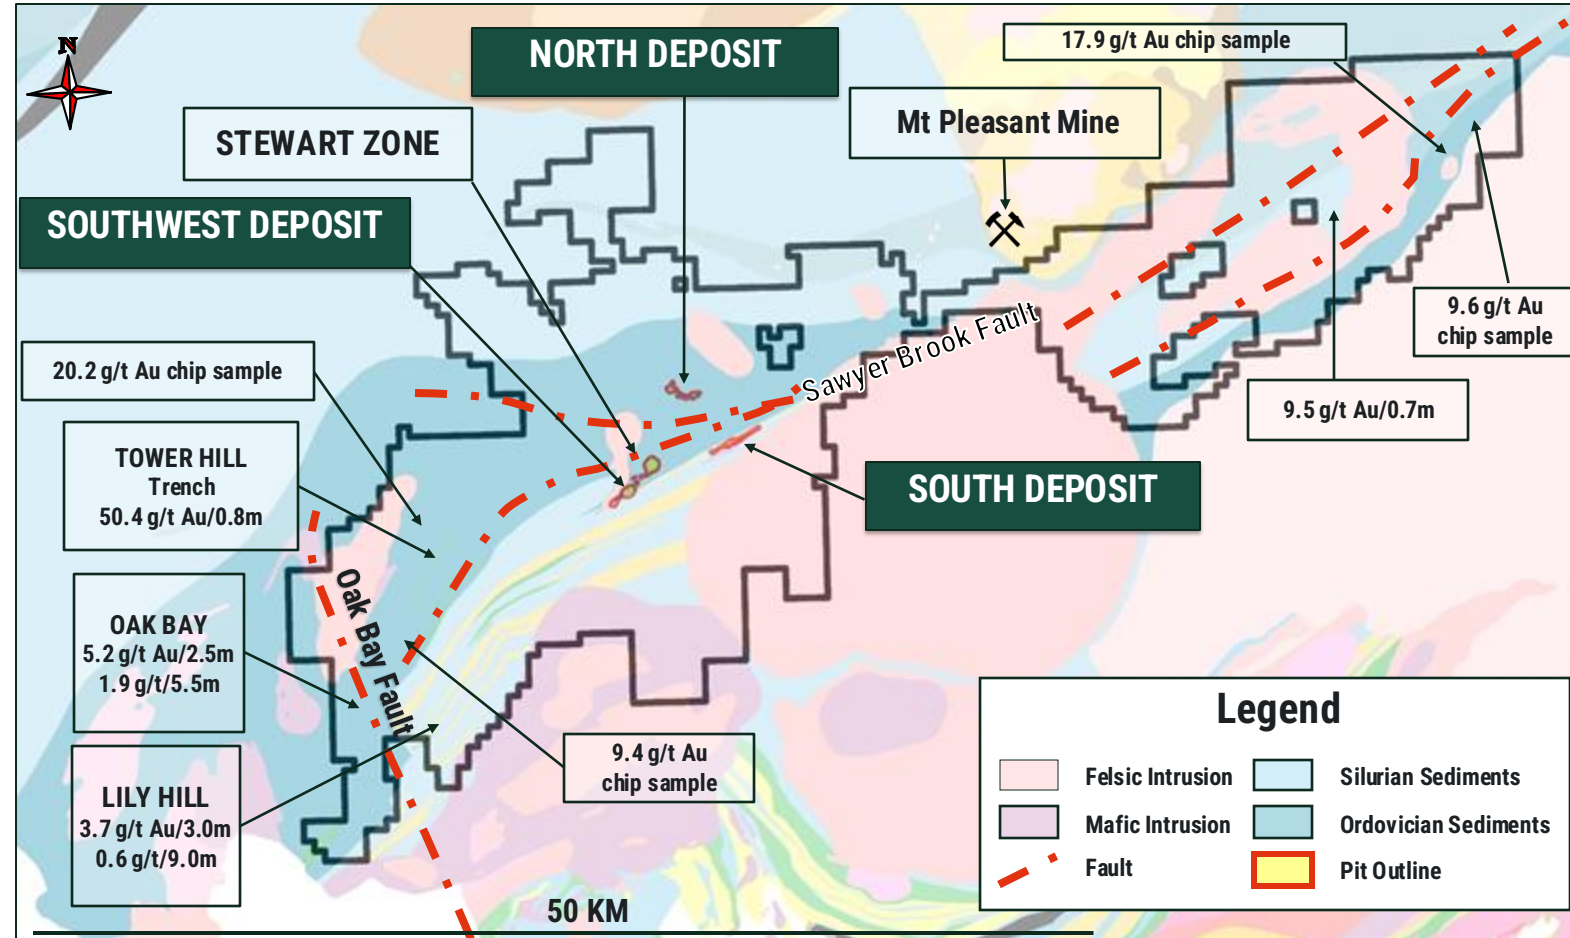 N
NORTH DEPOSIT
17.9 g/t Au chip sample
Mt Pleasant Mine
STEWART ZONE
SOUTHWEST DEPOSIT
9.6 g/t Au
chip sample
Sawyer Brook Fault
20.2 g/t Au chip sample
9.5 g/t Au/0.7m
TOWER HILL
Trench
50.4 g/t Au/0.8m
SOUTH DEPOSIT
Oak Bay Fault
OAK BAY
5.2 g/t Au/2.5m
1.9 g/t/5.5m
9.4 g/t Au
chip sample
LILY HILL
3.7 g/t Au/3.0m
0.6 g/t/9.0m
Legend
Felsic Intrusion
Silurian Sediments
Mafic Intrusion
Ordovician Sediments
Fault
Pit Outline
50 KM